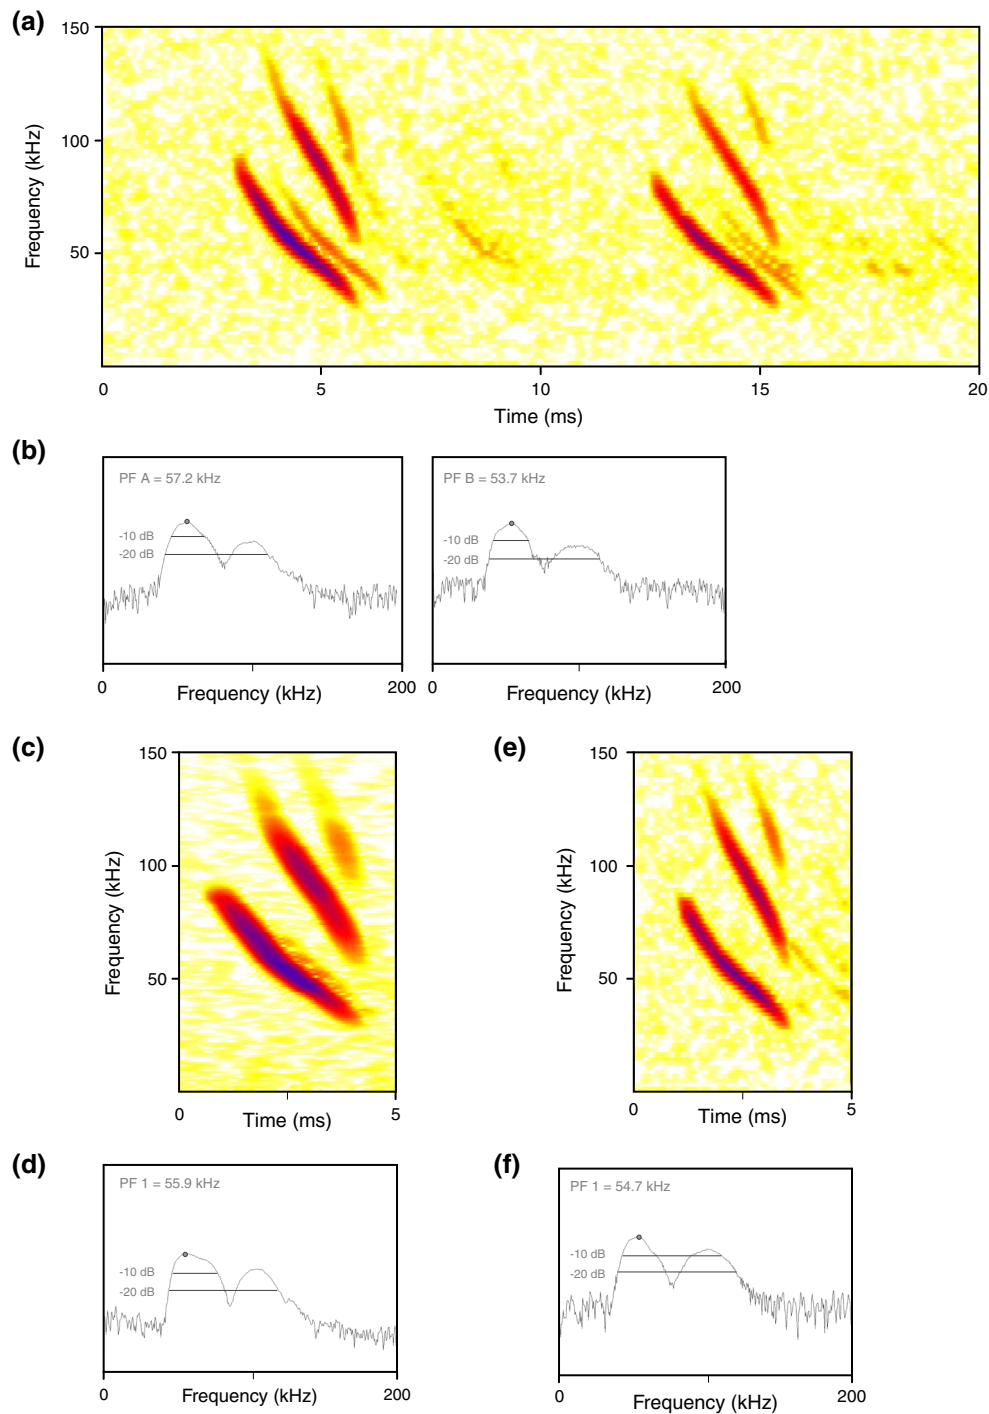 (a)
150
100
50
Frequency (kHz)
0 5 10 15 20
Time (ms)
(b)
PF A = 57.2 kHz
-10 dB
-20 dB
0 200
Frequency (kHz)
PF B = 53.7 kHz
-10 dB
-20 dB
0 200
Frequency (kHz)
(c)
150
100
50
Frequency (kHz)
0 5
Time (ms)
(e)
150
100
50
Frequency (kHz)
0 5
Time (ms)
(d)
PF 1 = 55.9 kHz
-10 dB
-20 dB
0 200
Frequency (kHz)
(f)
PF 1 = 54.7 kHz
-10 dB
-20 dB
0 200
Frequency (kHz)